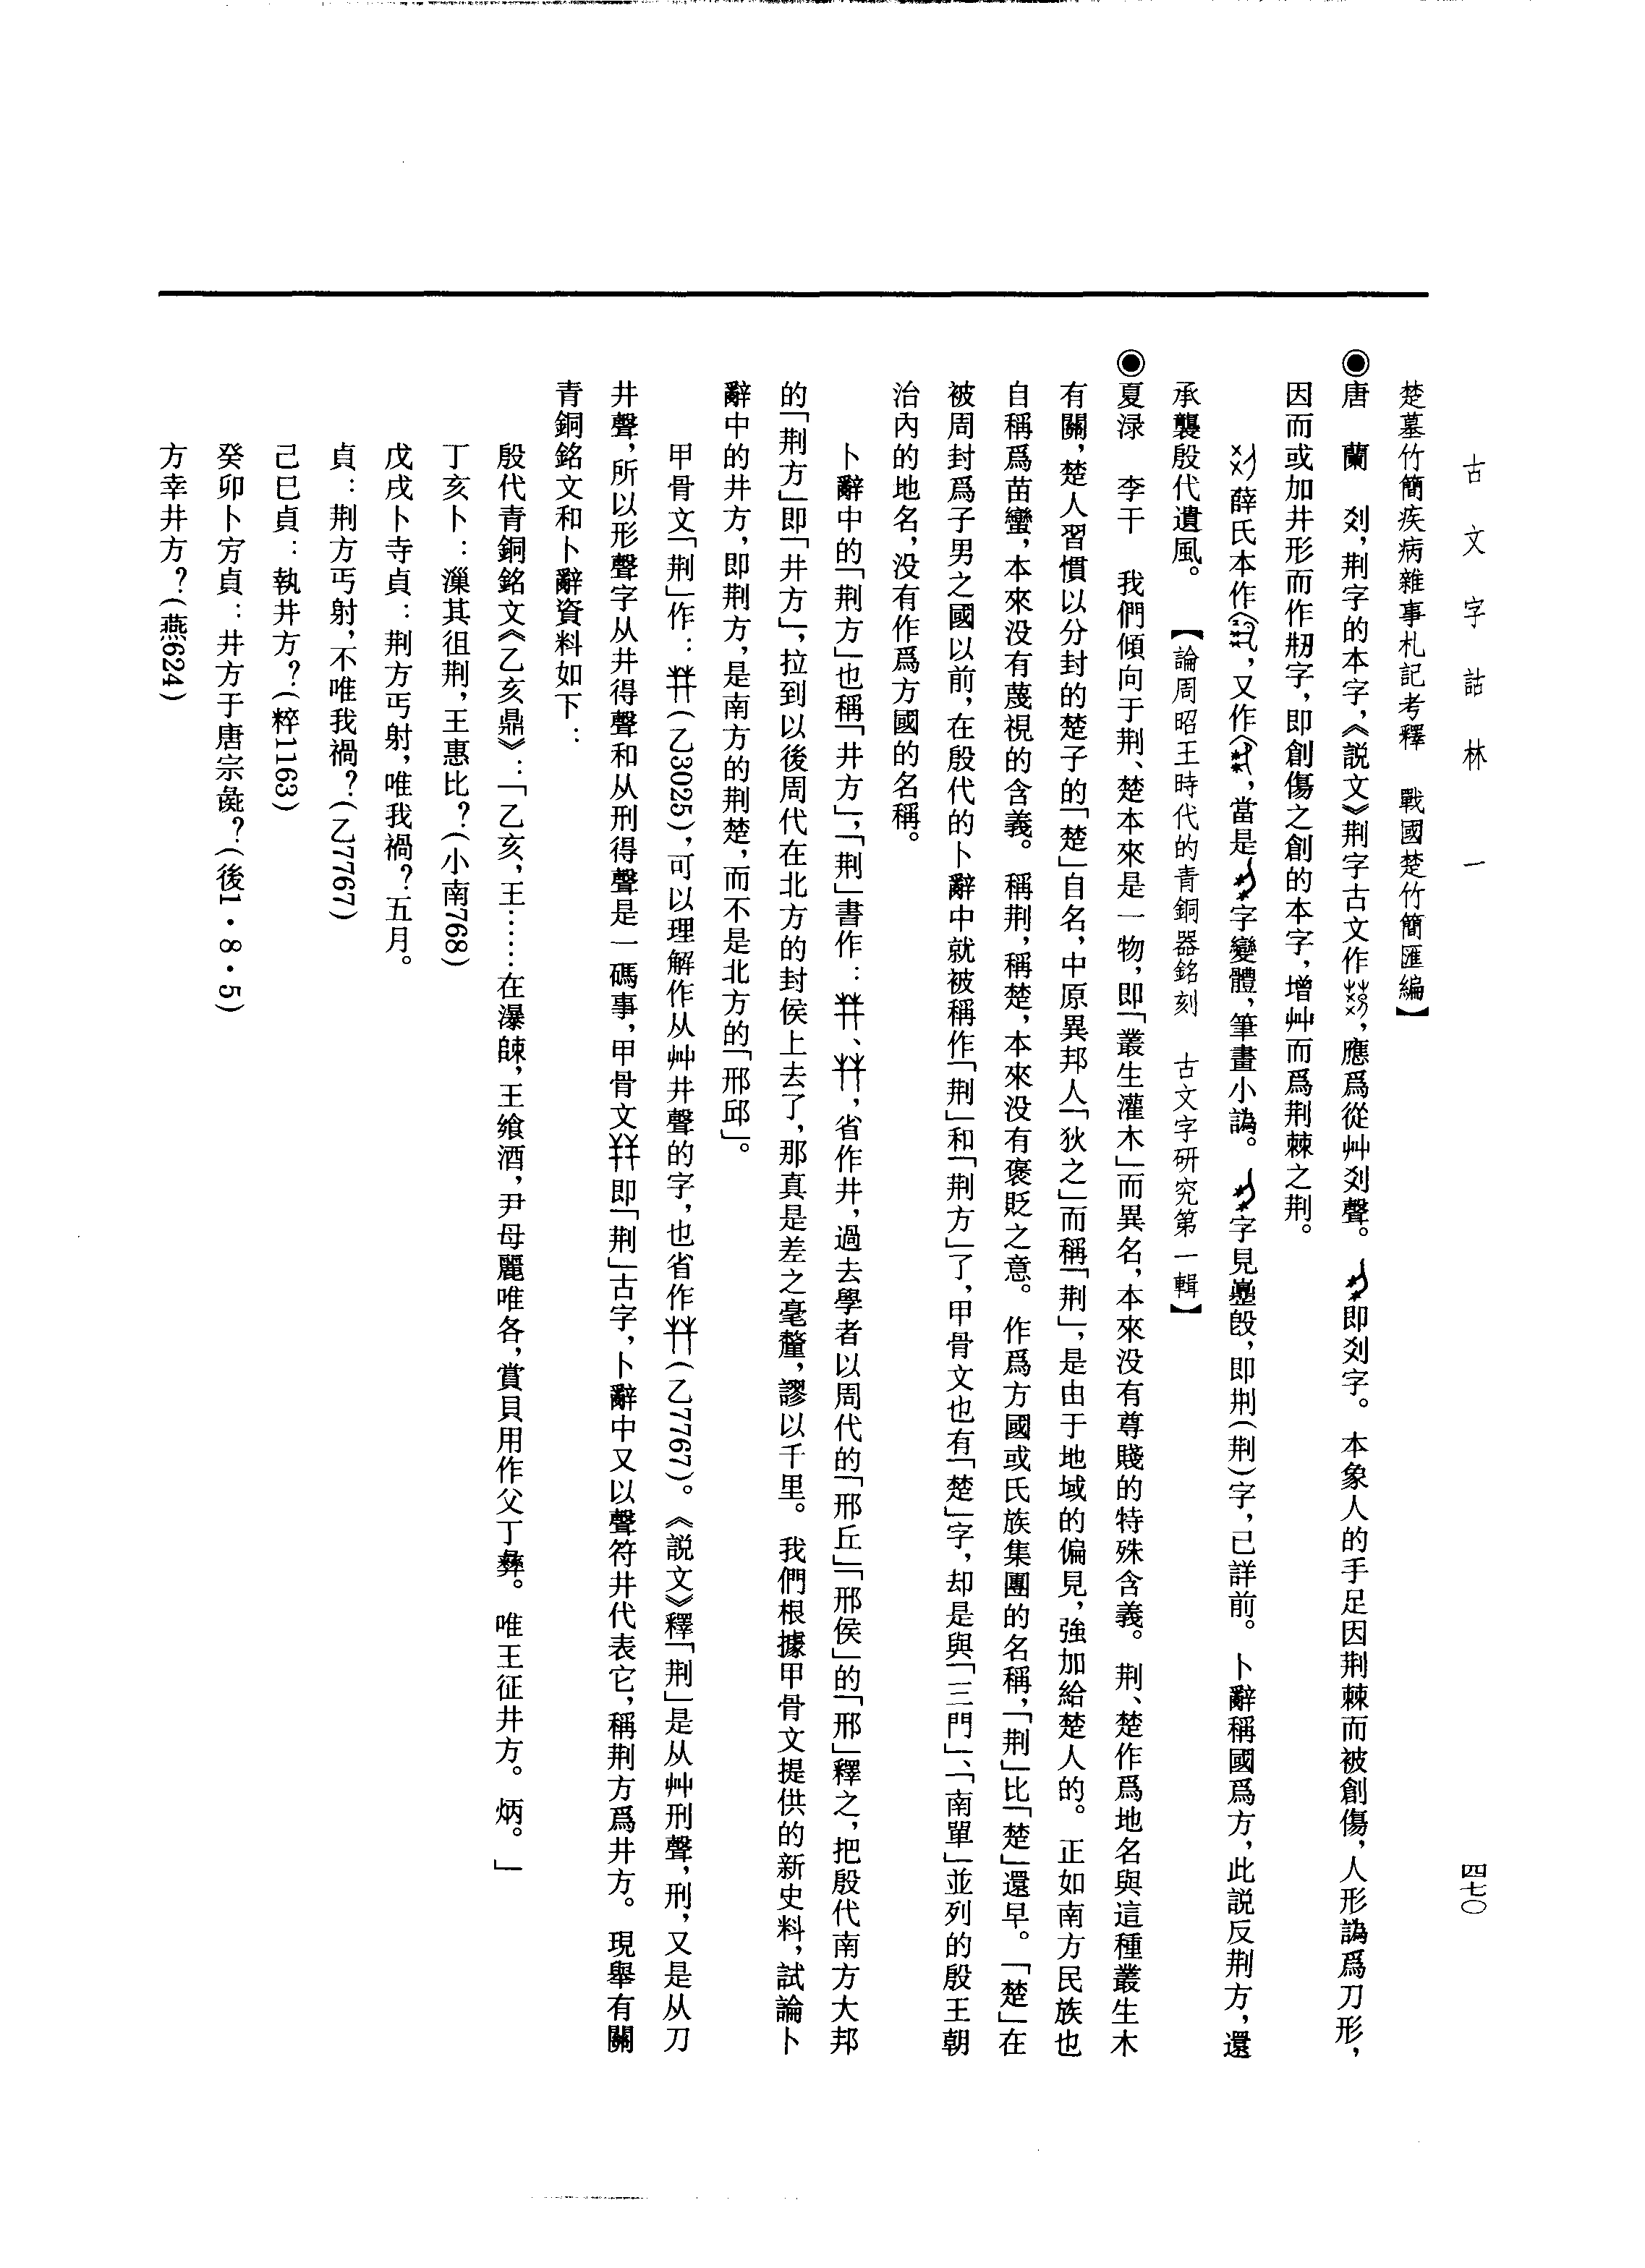 古文字詁林 一
四七〇
楚墓竹簡疾病雜事札記考釋 戰國楚竹簡匯編】
◉唐 蘭 刅,荆字的本字,《説文》荆字古文作,應爲從艸刅聲。即刅字。本象人的手足因荆棘而被創傷,人形譌爲刀形,
因而或加井形而作刱字,即創傷之創的本字,增艸而爲荆棘之荆。
薛氏本作,又作,當是字變體,筆畫小譌。字見簋,即荆(荆)字,已詳前。卜辭稱國爲方,此説反荆方,還
承襲殷代遺風。 【論周昭王時代的青銅器銘刻 古文字研究第一輯】
◉夏渌 李干 我們傾向于荆、楚本來是一物,即「叢生灌木」而異名,本來没有尊賤的特殊含義。荆、楚作爲地名與這種叢生木
有關,楚人習慣以分封的楚子的「楚」自名,中原異邦人「狄之」而稱「荆」,是由于地域的偏見,強加給楚人的。正如南方民族也
自稱爲苗蠻,本來没有蔑視的含義。稱荆,稱楚,本來没有褒貶之意。作爲方國或氏族集團的名稱,「荆」比「楚」還早。「楚」在
被周封爲子男之國以前,在殷代的卜辭中就被稱作「荆」和「荆方」了,甲骨文也有「楚」字,却是與「三門」、「南單」並列的殷王朝
治內的地名,没有作爲方國的名稱。
卜辭中的「荆方」也稱「井方」,「荆」書作:、,省作井,過去學者以周代的「邢丘」「邢侯」的「邢」釋之,把殷代南方大邦
的「荆方」即「井方」,拉到以後周代在北方的封侯上去了,那真是差之毫釐,謬以千里。我們根據甲骨文提供的新史料,試論卜
辭中的井方,即荆方,是南方的荆楚,而不是北方的「邢邱」。
甲骨文「荆」作:(乙3025),可以理解作从艸井聲的字,也省作(乙7767)。《説文》釋「荆」是从艸刑聲,刑,又是从刀
井聲,所以形聲字从井得聲和从刑得聲是一碼事,甲骨文即「荆」古字,卜辭中又以聲符井代表它,稱荆方爲井方。現舉有關
青銅銘文和卜辭資料如下:
殷代青銅銘文《乙亥鼎》:「乙亥,王……在瀑䏌,王飨酒,尹母麗唯各,賞貝用作父丁彝。唯王征井方。炳。」
丁亥卜:澡其徂荆,王惠比?(小南768)
戊戌卜寺貞:荆方丐射,唯我禍?五月。
貞:荆方丐射,不唯我禍?(乙7767)
己巳貞:執井方?(粹1163)
癸卯卜㝑貞:井方于唐宗彘?(後1·8·5)
方幸井方?(燕624)